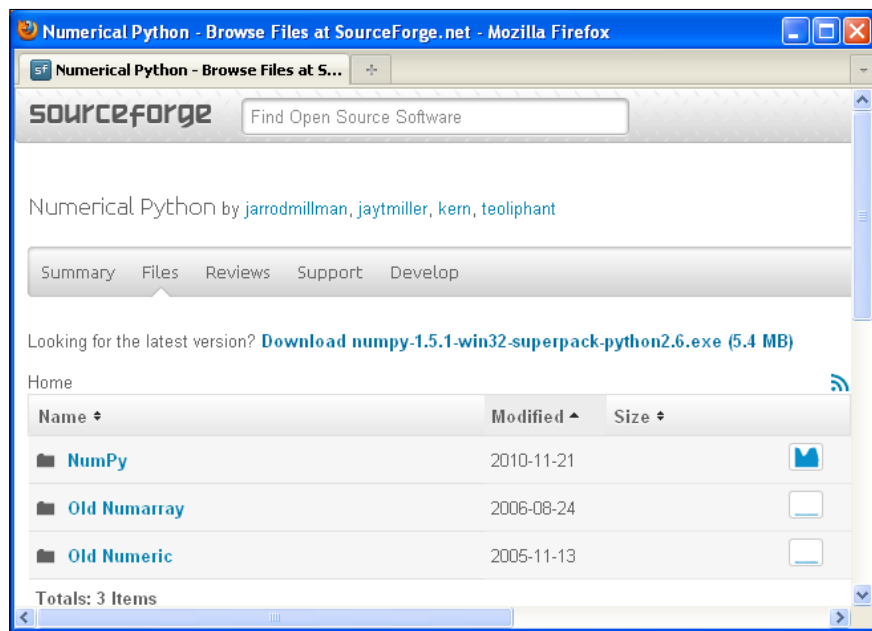 Numerical Python - Browse Files at SourceForge.net - Mozilla Firefox
sf Numerical Python - Browse Files at S...
sourceforge Find Open Source Software
Numerical Python by jarrodmillman, jaytmiller, kern, teoliphant
Summary Files Reviews Support Develop
Looking for the latest version? Download numpy-1.5.1-win32-superpack-python2.6.exe (5.4 MB)
Home
Name Modified Size
NumPy 2010-11-21
Old Numarray 2006-08-24
Old Numeric 2005-11-13
Totals: 3 Items